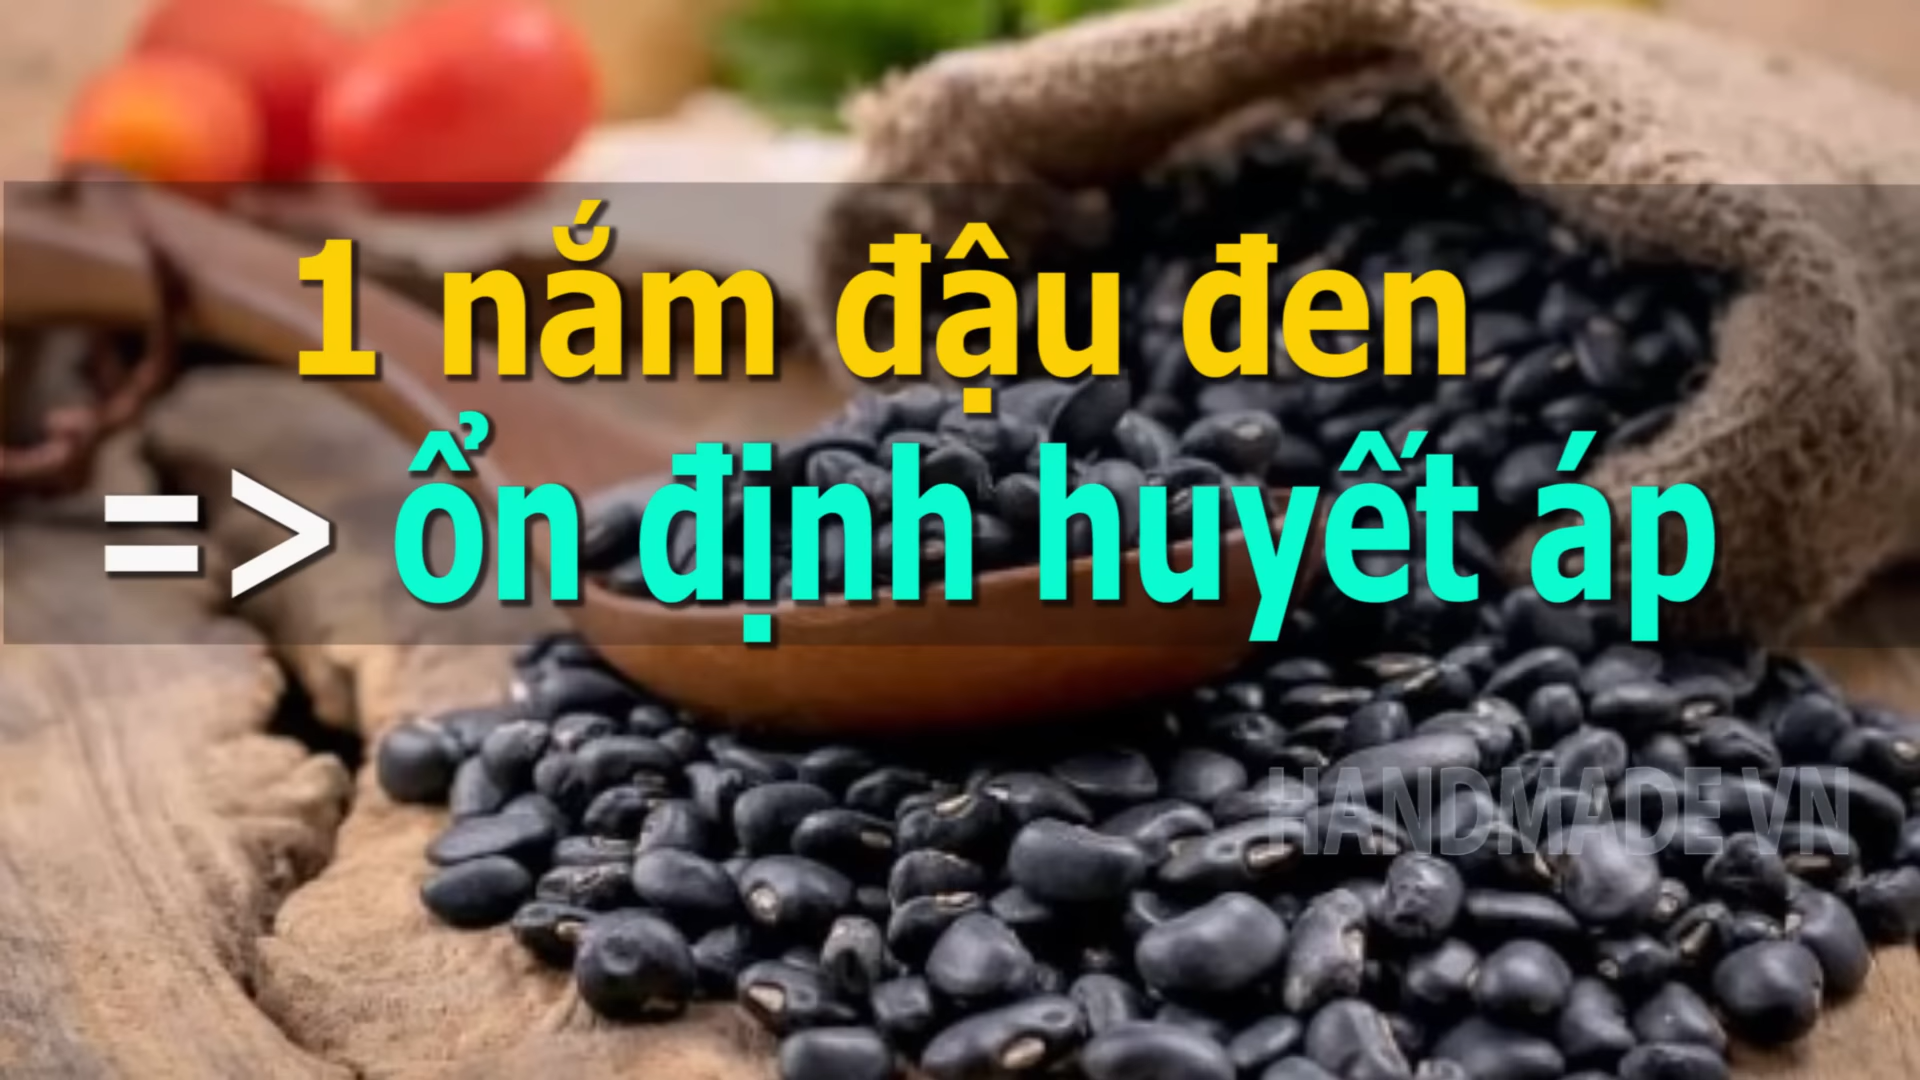 1 nắm đậu đen
=> ổn định huyết áp
HANDMADE VN